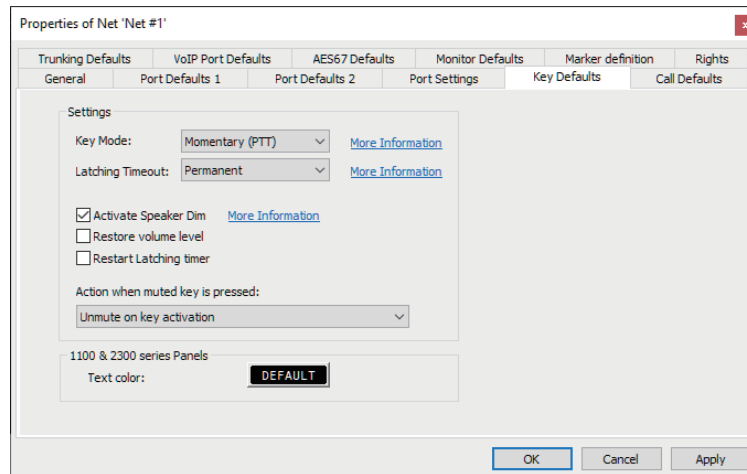 Properties of Net 'Net #1'
x
Trunking Defaults VoIP Port Defaults AES67 Defaults Monitor Defaults Marker definition Rights
General Port Defaults 1 Port Defaults 2 Port Settings Key Defaults Call Defaults
Settings
Key Mode: Momentary (PTT) More Information
Latching Timeout: Permanent More Information
Activate Speaker Dim More Information
Restore volume level
Restart Latching timer
Action when muted key is pressed:
Unmute on key activation
1100 & 2300 series Panels
Text color: DEFAULT
OK Cancel Apply